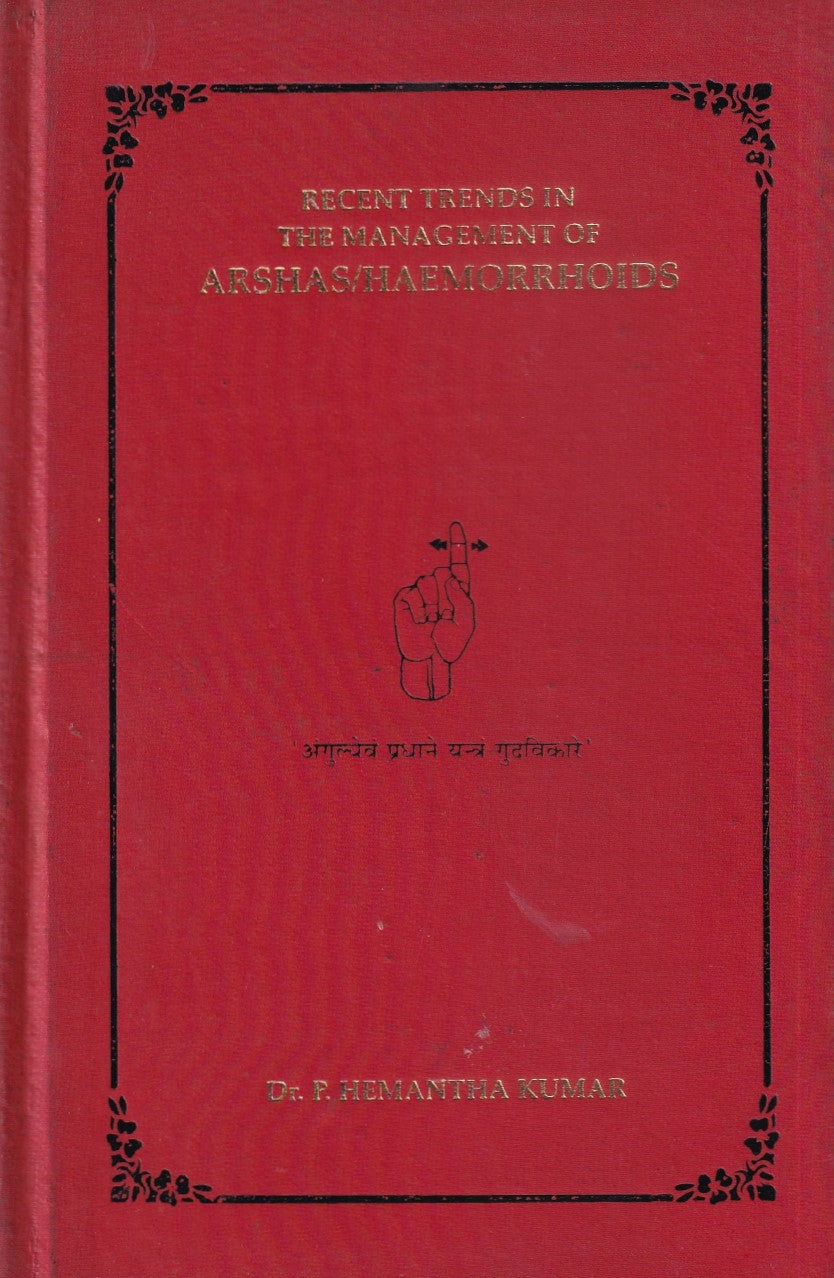 RECENT TRENDS IN
THE MANAGEMENT OF
ARSHAS/HAEMORRHOIDS
'अंगुल्येवं प्रधाने यन्त्रं गुदविकारे'
Dr. P. HEMANTHA KUMAR